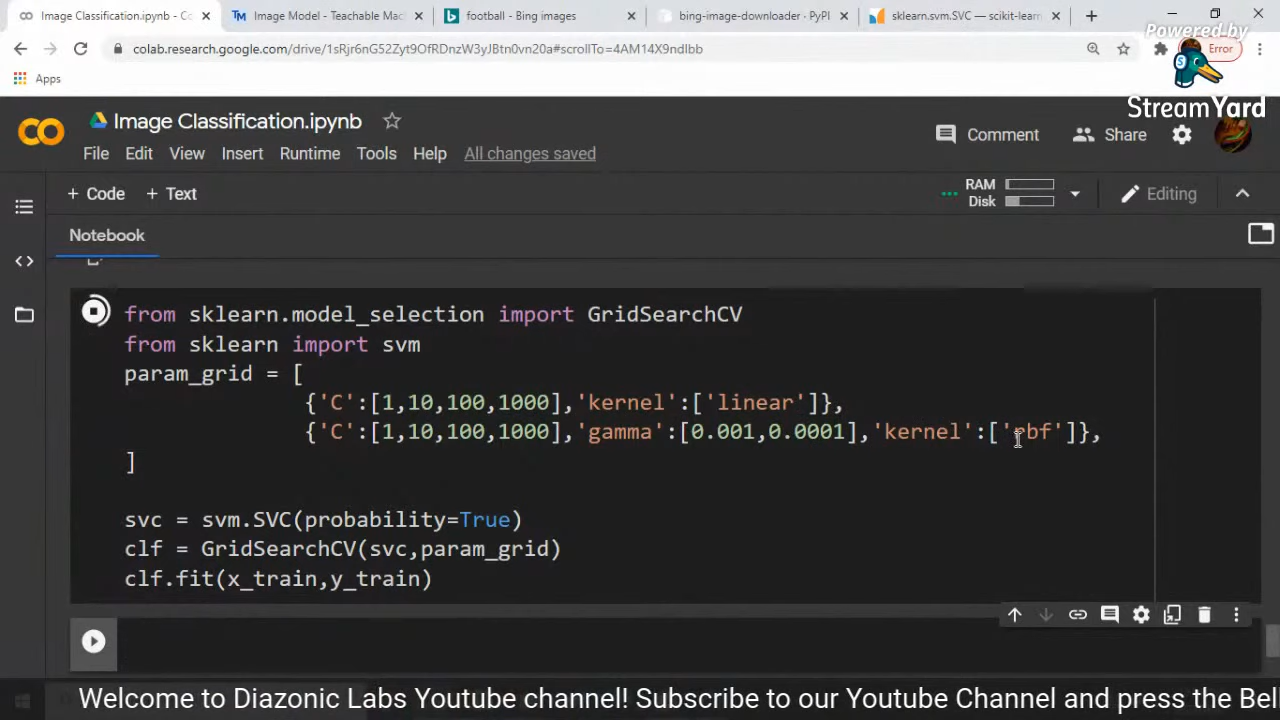 Image Classification.ipynb - Co
Image Model - Teachable Mac
football - Bing images
bing-image-downloader · PyPI
sklearn.svm.SVC — scikit-learn
Powered by
colab.research.google.com/drive/1sRjr6nG52Zyt9OfRDnzW3yJBtn0vn20a#scrollTo=4AM14X9ndlbb
Error
Apps
StreamYard
CO
Image Classification.ipynb
Comment
Share
File Edit View Insert Runtime Tools Help All changes saved
+ Code + Text
RAM
Disk
Editing
Notebook
from sklearn.model_selection import GridSearchCV
from sklearn import svm
param_grid = [
{'C':[1,10,100,1000],'kernel':['linear']},
{'C':[1,10,100,1000],'gamma':[0.001,0.0001],'kernel':['rbf']},
]
svc = svm.SVC(probability=True)
clf = GridSearchCV(svc,param_grid)
clf.fit(x_train,y_train)
Welcome to Diazonic Labs Youtube channel! Subscribe to our Youtube Channel and press the Bel